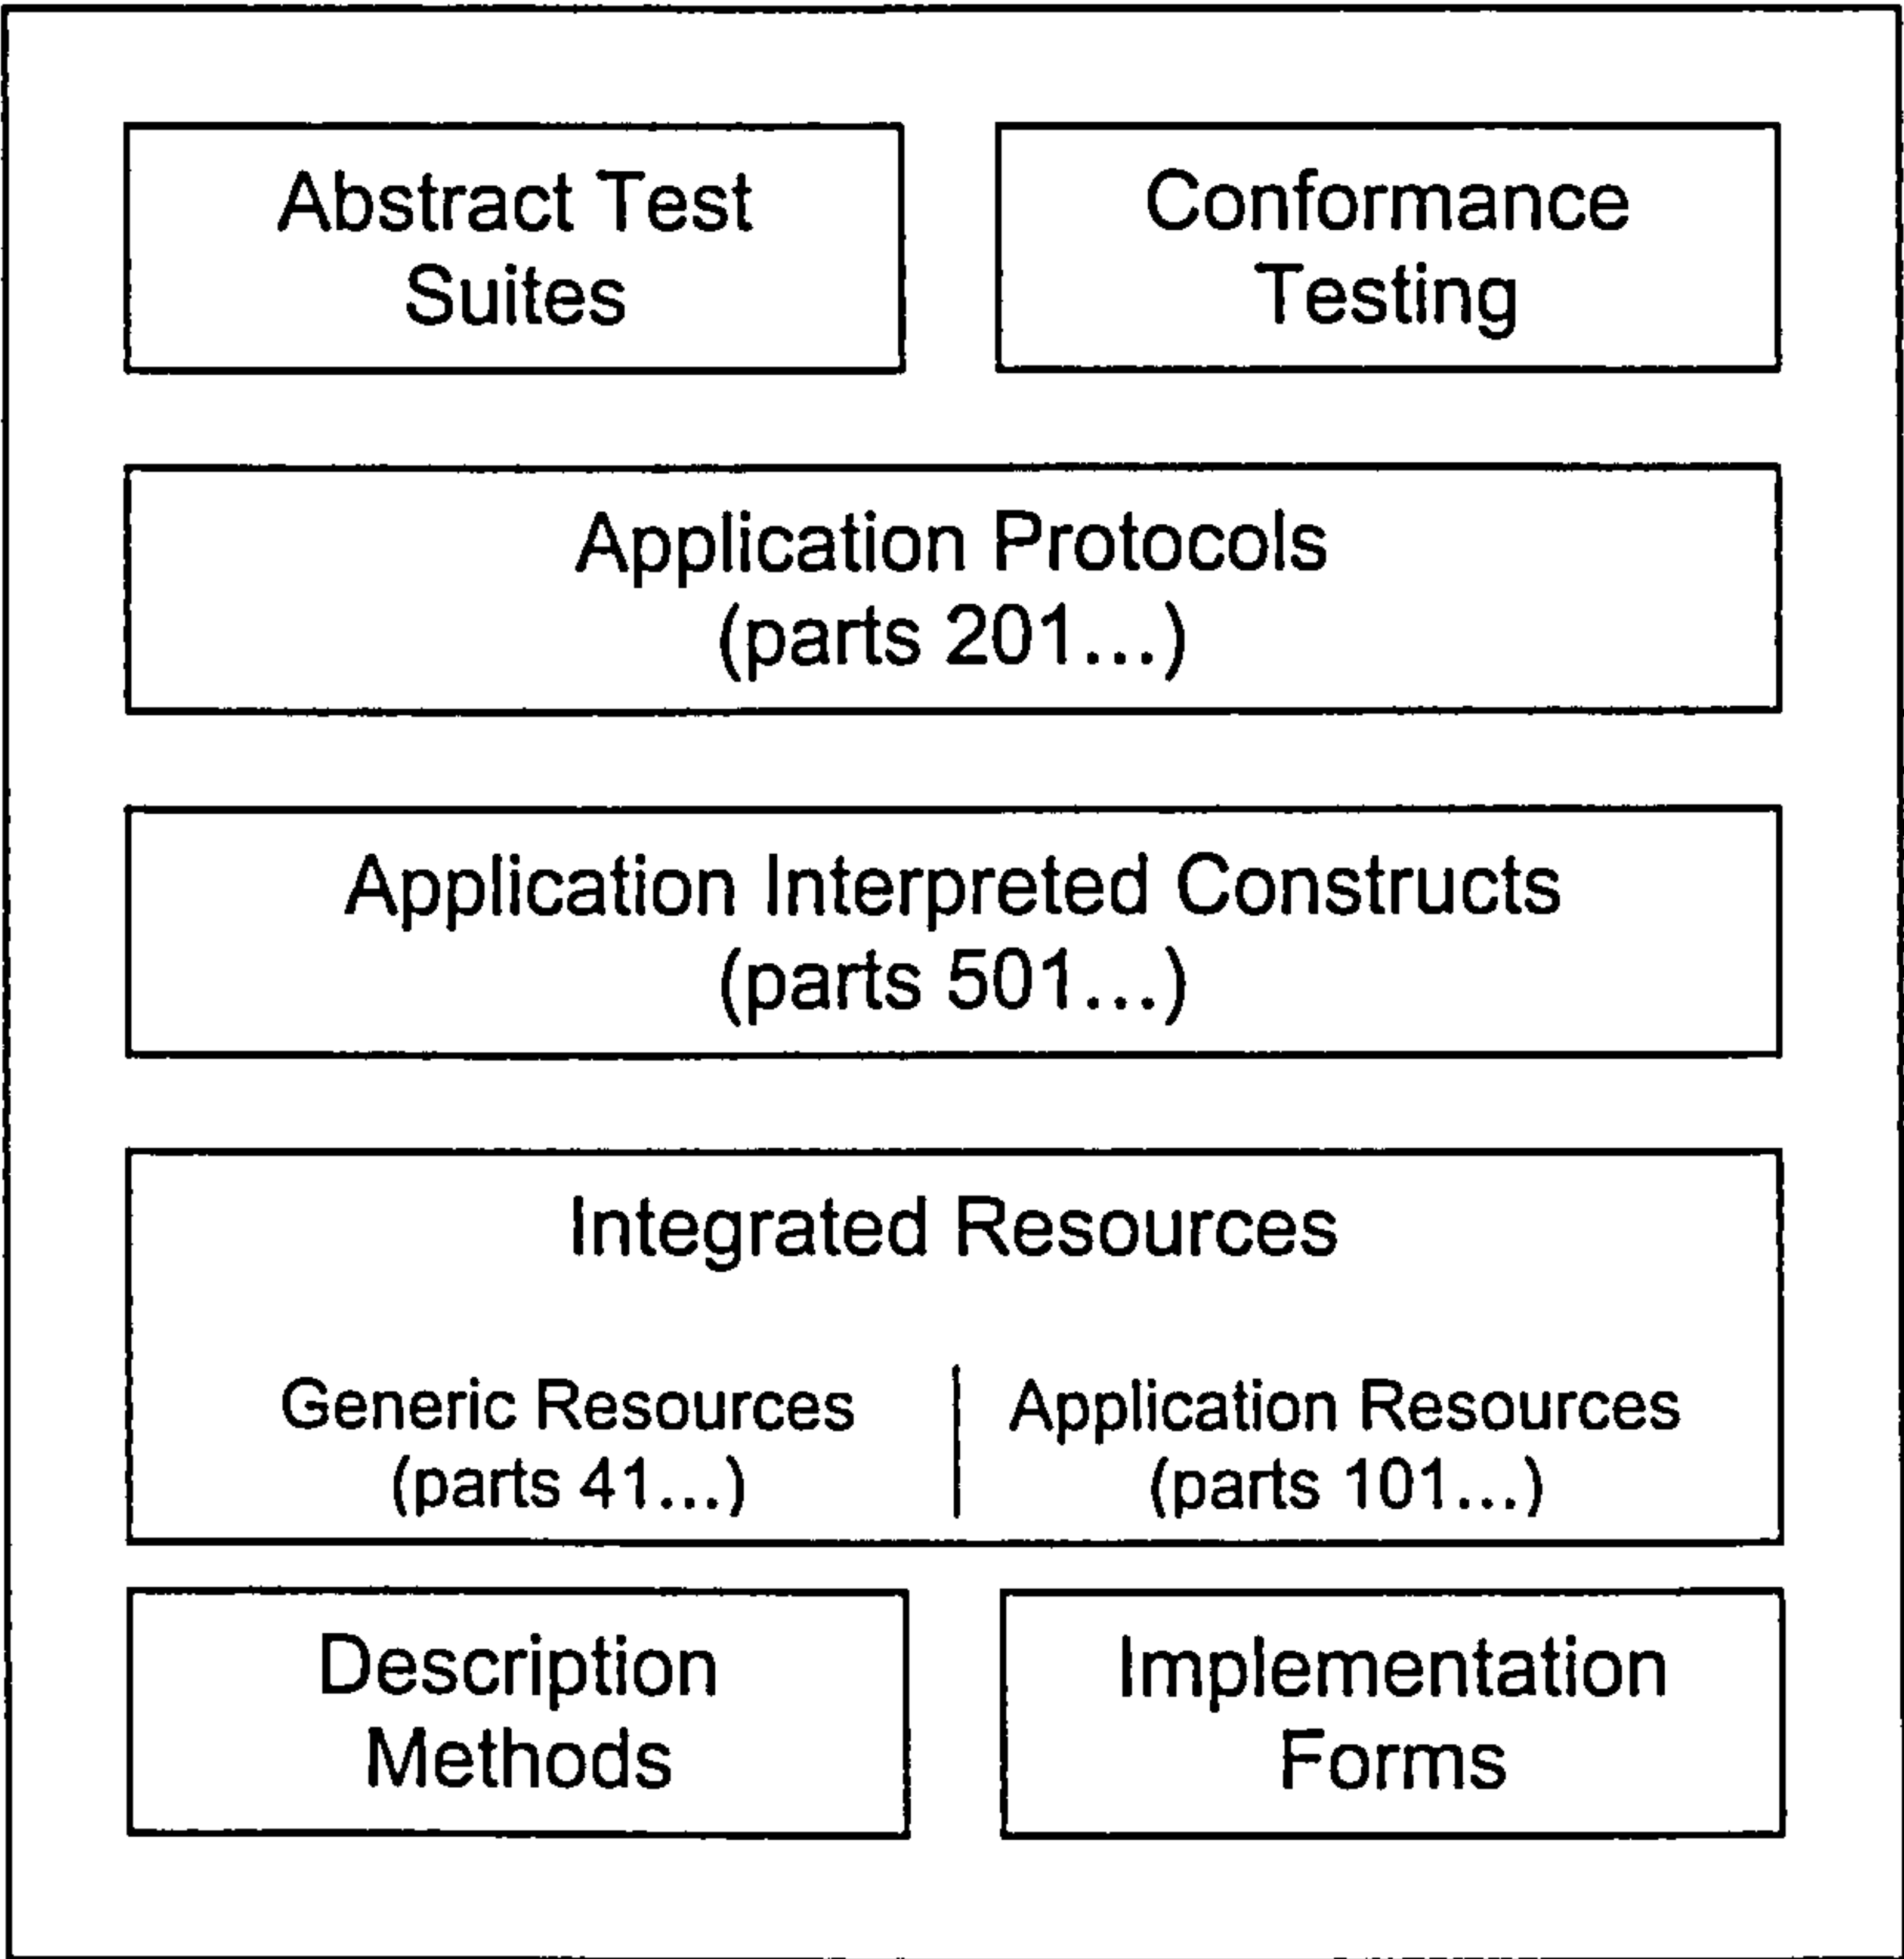 Abstract Test
Suites
Conformance
Testing
Application Protocols
(parts 201...)
Application Interpreted Constructs
(parts 501...)
Integrated Resources
Generic Resources
(parts 41...)
Application Resources
(parts 101...)
Description
Methods
Implementation
Forms